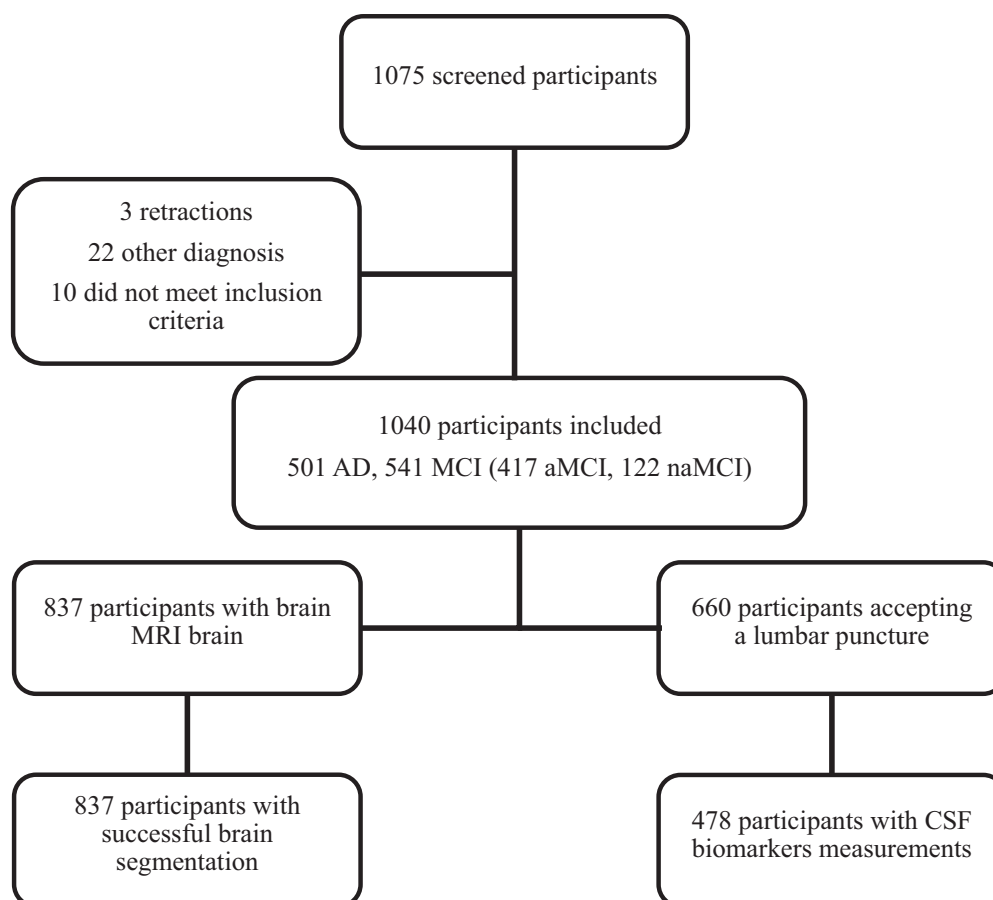 1075 screened participants
3 retractions
22 other diagnosis
10 did not meet inclusion
criteria
1040 participants included
501 AD, 541 MCI (417 aMCI, 122 naMCI)
837 participants with brain
MRI brain
660 participants accepting
a lumbar puncture
837 participants with
successful brain
segmentation
478 participants with CSF
biomarkers measurements